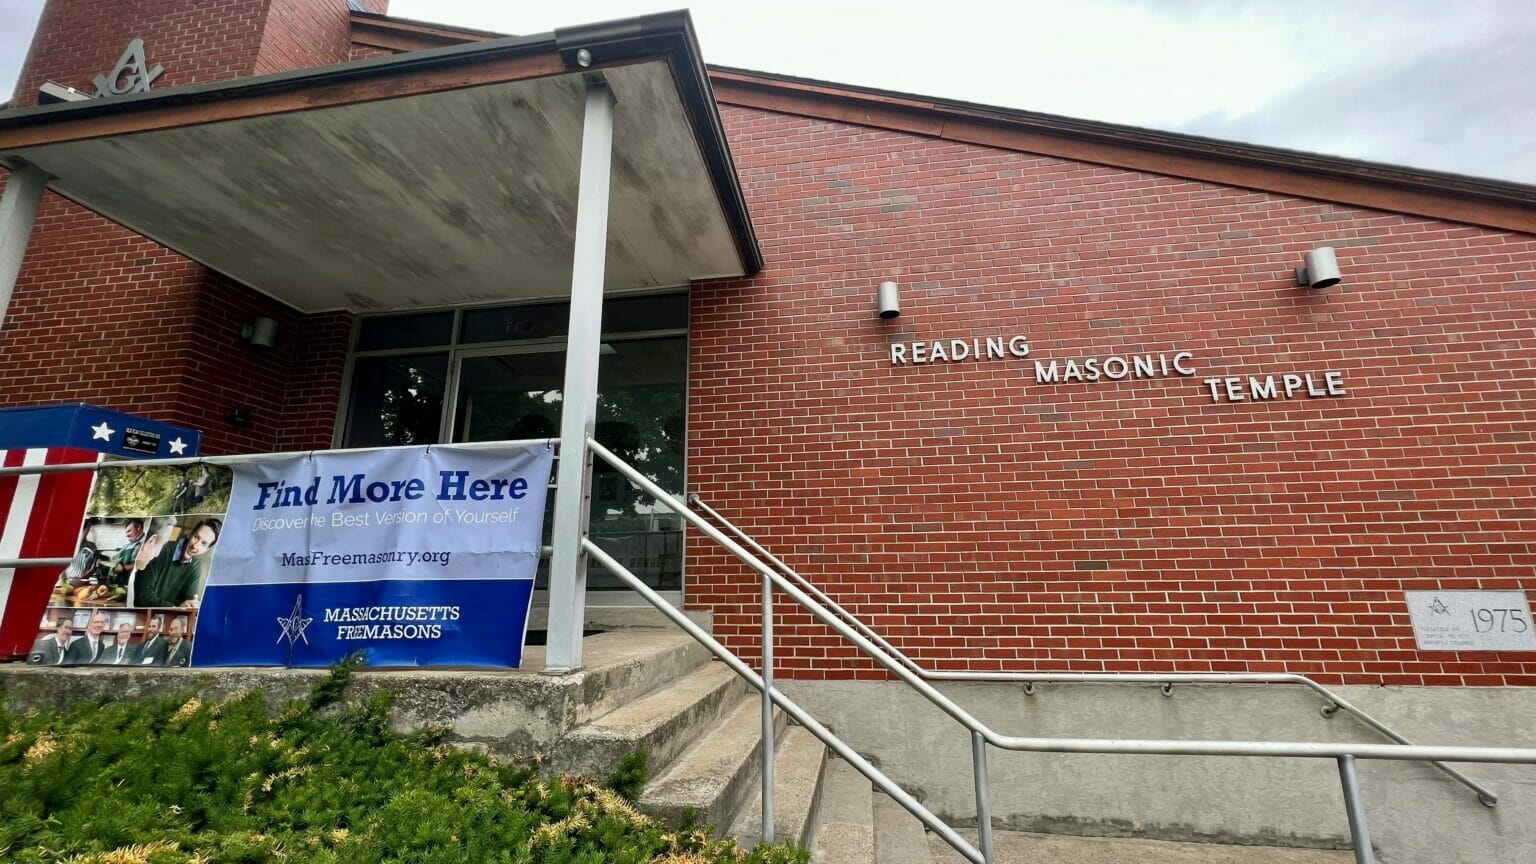 G
READING
MASONIC
TEMPLE
Find More Here
Discover the Best Version of Yourself
MasFreemasonry.org
MASSACHUSETTS
FREEMASONS
1975